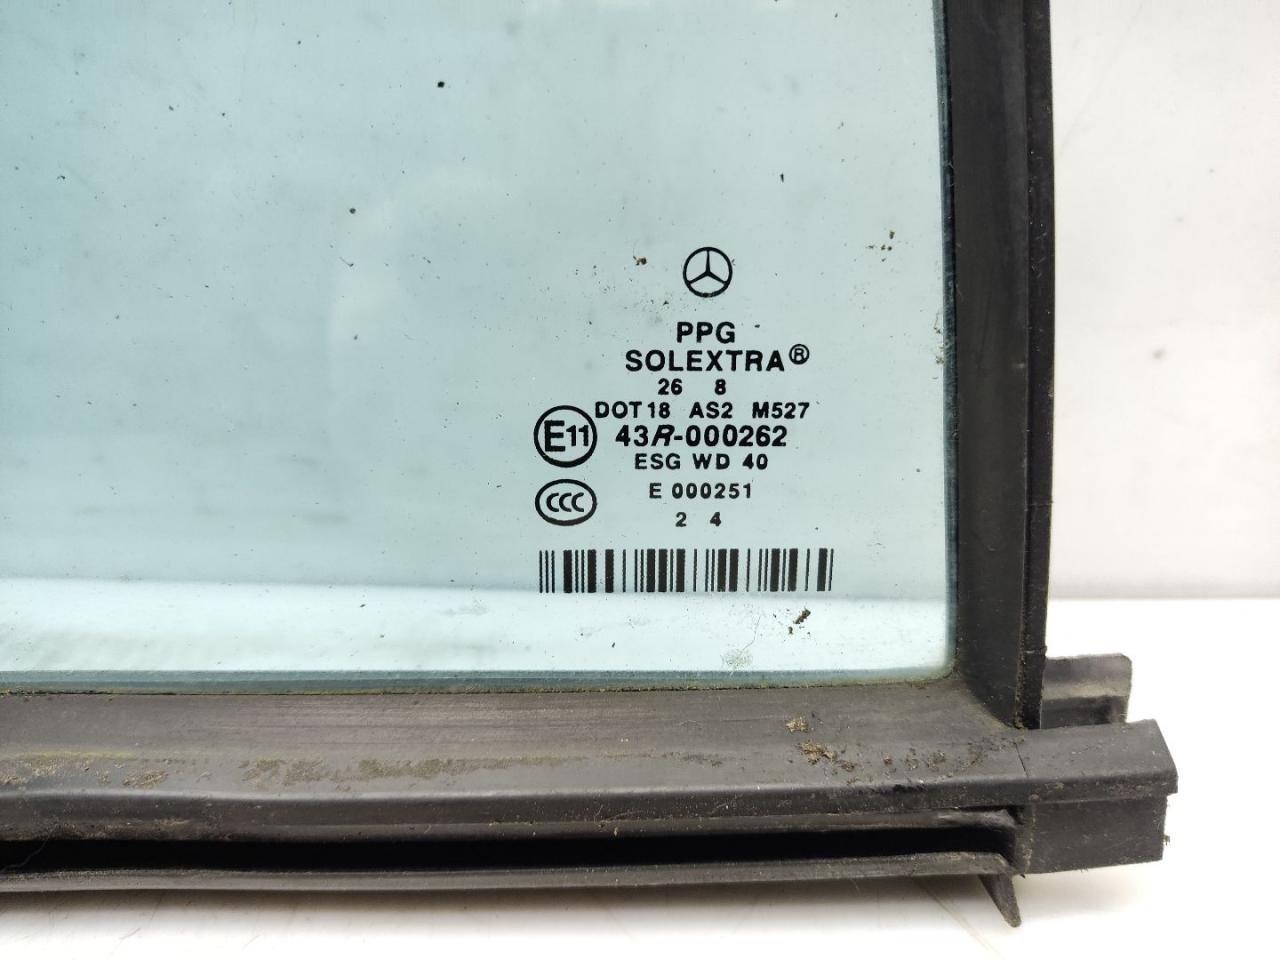 PPG
SOLEXTRA®
26 8
DOT18 AS2 M527
E11 43R-000262
ESG WD 40
CCC E 000251
2 4